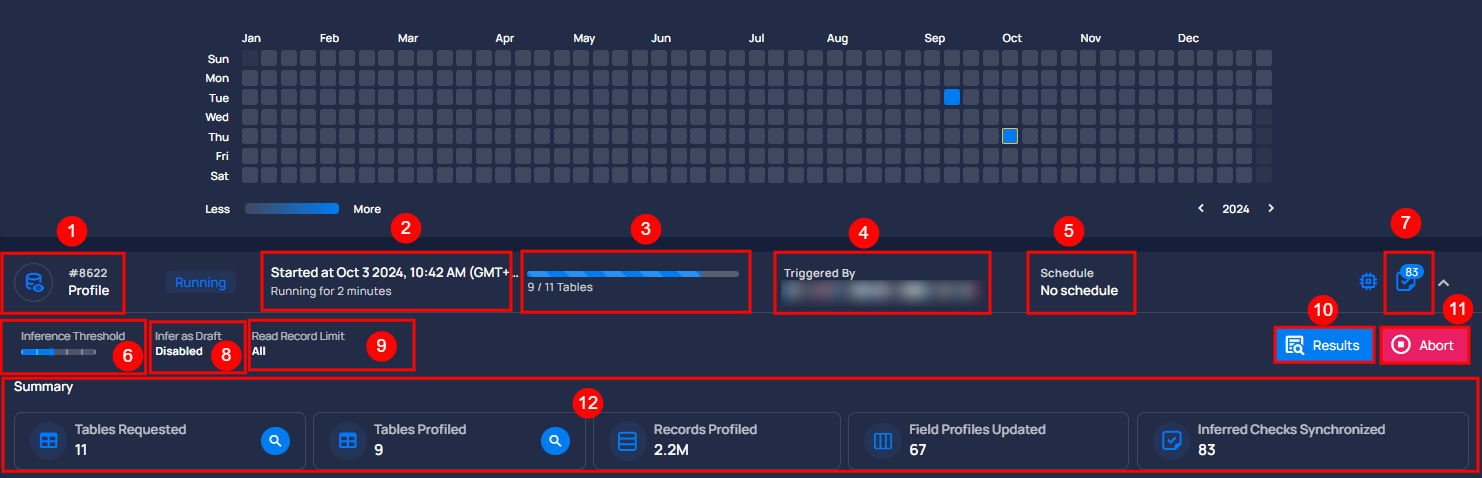 Jan Feb Mar Apr May Jun Jul Aug Sep Oct Nov Dec
Sun
Mon
Tue
Wed
Thu
Fri
Sat
Less More
2024
1
2
3
4
5
7
#8622
Profile
Running
Started at Oct 3 2024, 10:42 AM (GMT+...
Running for 2 minutes
9 / 11 Tables
Triggered By
Schedule
No schedule
83
Inference Threshold
6
Infer as Draft
Disabled
8
Read Record Limit
All
9
10
Results
11
Abort
Summary
12
Tables Requested
11
Tables Profiled
9
Records Profiled
2.2M
Field Profiles Updated
67
Inferred Checks Synchronized
83